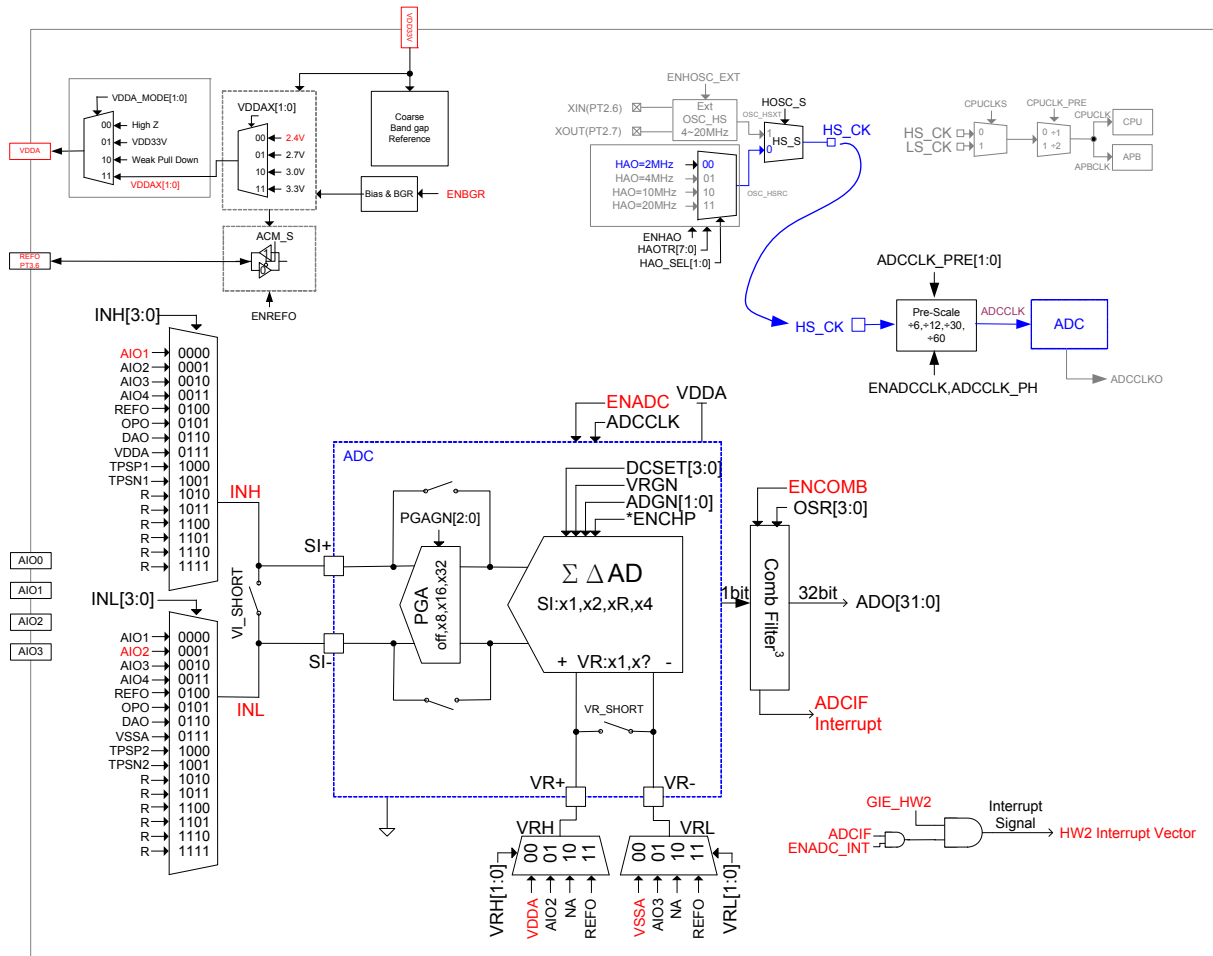 VDD33V
VDDA_MODE[1:0]
00
High Z
01
VDD33V
10
Weak Pull Down
11
VDDAX[1:0]
VDDA
VDDAX[1:0]
00
2.4V
01
2.7V
10
3.0V
11
3.3V
Coarse
Band gap
Reference
Bias & BGR
ENBGR
ACM_S
REFO
PT3.6
ENREFO
ENHOSC_EXT
XIN(PT2.6)
XOUT(PT2.7)
Ext
OSC_HS
4~20MHz
OSC_HSXT
HOSC_S
1
0
HS_S
HS_CK
HAO=2MHz
00
HAO=4MHz
01
HAO=10MHz
10
HAO=20MHz
11
OSC_HSRC
ENHAO
HAOTR[7:0]
HAO_SEL[1:0]
CPUCLKS
CPUCLK_PRE
HS_CK
0
LS_CK
1
0 ÷1
1 ÷2
CPUCLK
CPU
APBCLK
APB
ADCCLK_PRE[1:0]
HS_CK
Pre-Scale
÷6,÷12,÷30,
÷60
ADCCLK
ADC
ENADCCLK,ADCCLK_PH
ADCCLKO
INH[3:0]
AIO1
0000
AIO2
0001
AIO3
0010
AIO4
0011
REFO
0100
OPO
0101
DAO
0110
VDDA
0111
TPSP1
1000
TPSN1
1001
R
1010
R
1011
R
1100
R
1101
R
1110
R
1111
INH
AIO0
AIO1
AIO2
AIO3
INL[3:0]
AIO1
0000
AIO2
0001
AIO3
0010
AIO4
0011
REFO
0100
OPO
0101
DAO
0110
VSSA
0111
TPSP2
1000
TPSN2
1001
R
1010
R
1011
R
1100
R
1101
R
1110
R
1111
INL
VI_SHORT
SI+
SI-
ENADC
ADCCLK
VDDA
ADC
PGAGN[2:0]
PGA
off,x8,x16,x32
DCSET[3:0]
VRGN
ADGN[1:0]
*ENCHP
Σ Δ AD
SI:x1,x2,xR,x4
+ VR:x1,x? -
VR_SHORT
VR+
VR-
VRH
00
01
10
11
VRH[1:0]
VDDA
AIO2
NA
REFO
VRL
00
01
10
11
VRL[1:0]
VSSA
AIO3
NA
REFO
ENCOMB
OSR[3:0]
1bit
Comb Filter³
32bit
ADO[31:0]
ADCIF
Interrupt
GIE_HW2
ADCIF
ENADC_INT
Interrupt
Signal
HW2 Interrupt Vector